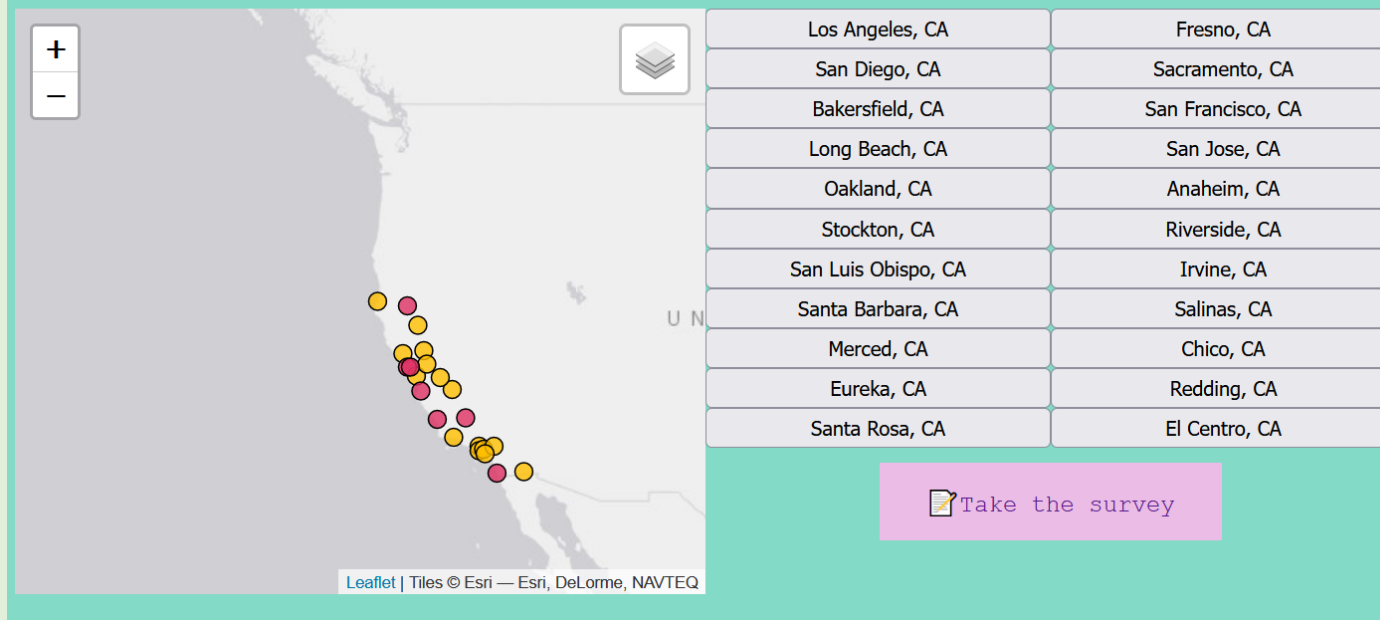 +
−
U N
Leaflet | Tiles © Esri — Esri, DeLorme, NAVTEQ
Los Angeles, CA
Fresno, CA
San Diego, CA
Sacramento, CA
Bakersfield, CA
San Francisco, CA
Long Beach, CA
San Jose, CA
Oakland, CA
Anaheim, CA
Stockton, CA
Riverside, CA
San Luis Obispo, CA
Irvine, CA
Santa Barbara, CA
Salinas, CA
Merced, CA
Chico, CA
Eureka, CA
Redding, CA
Santa Rosa, CA
El Centro, CA
📝Take the survey